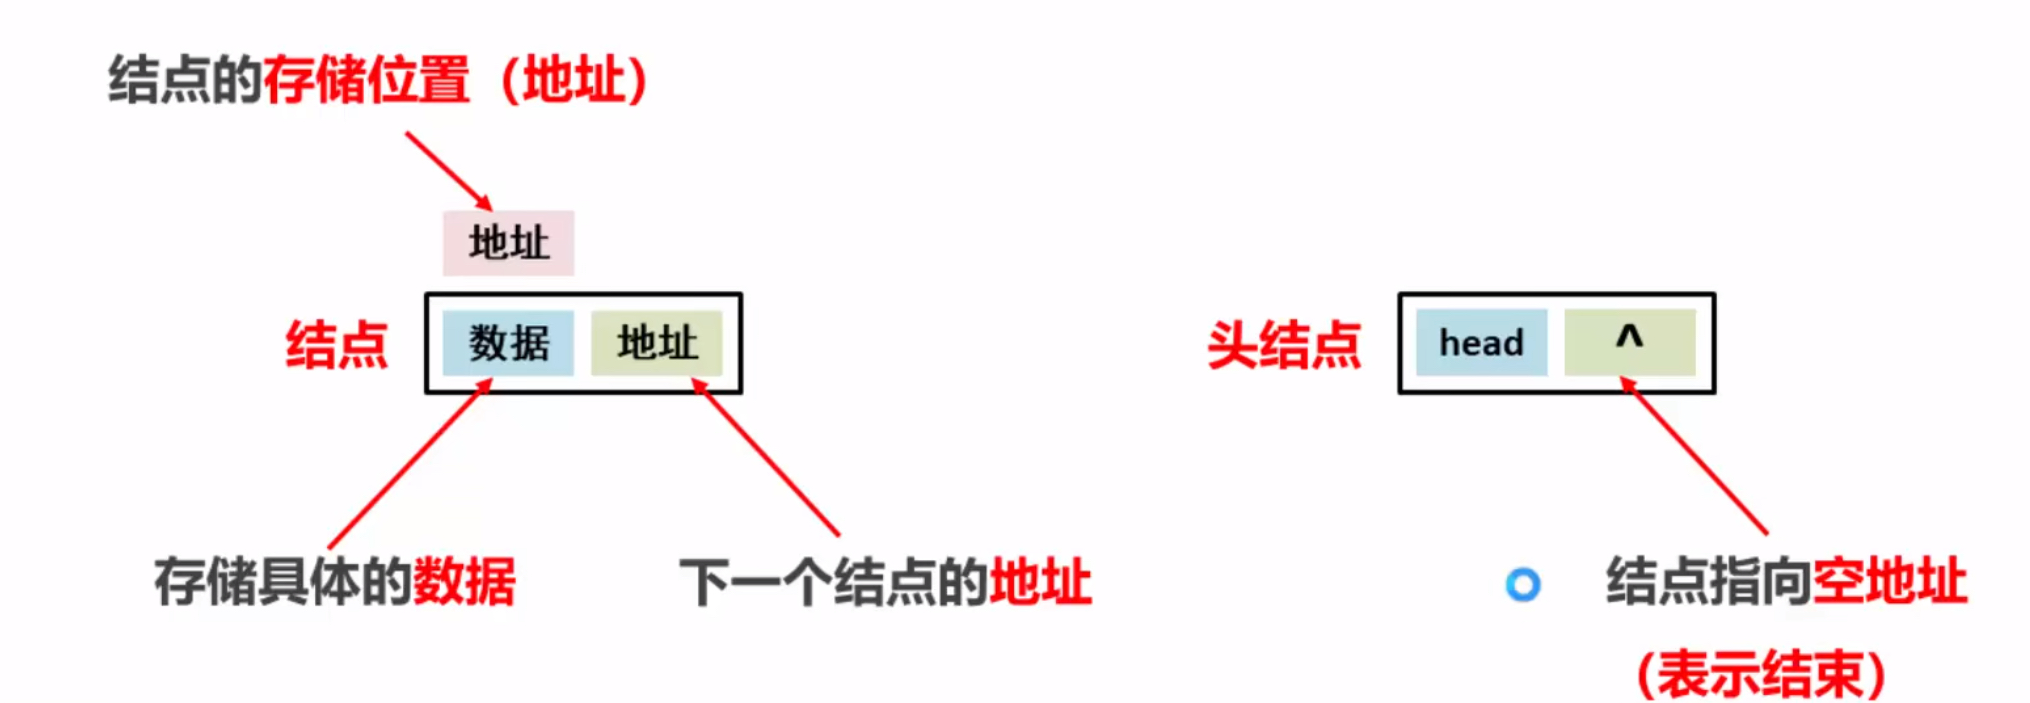 结点的存储位置（地址）
地址
结点
数据 地址
头结点
head ^
存储具体的数据
下一个结点的地址
结点指向空地址
（表示结束）